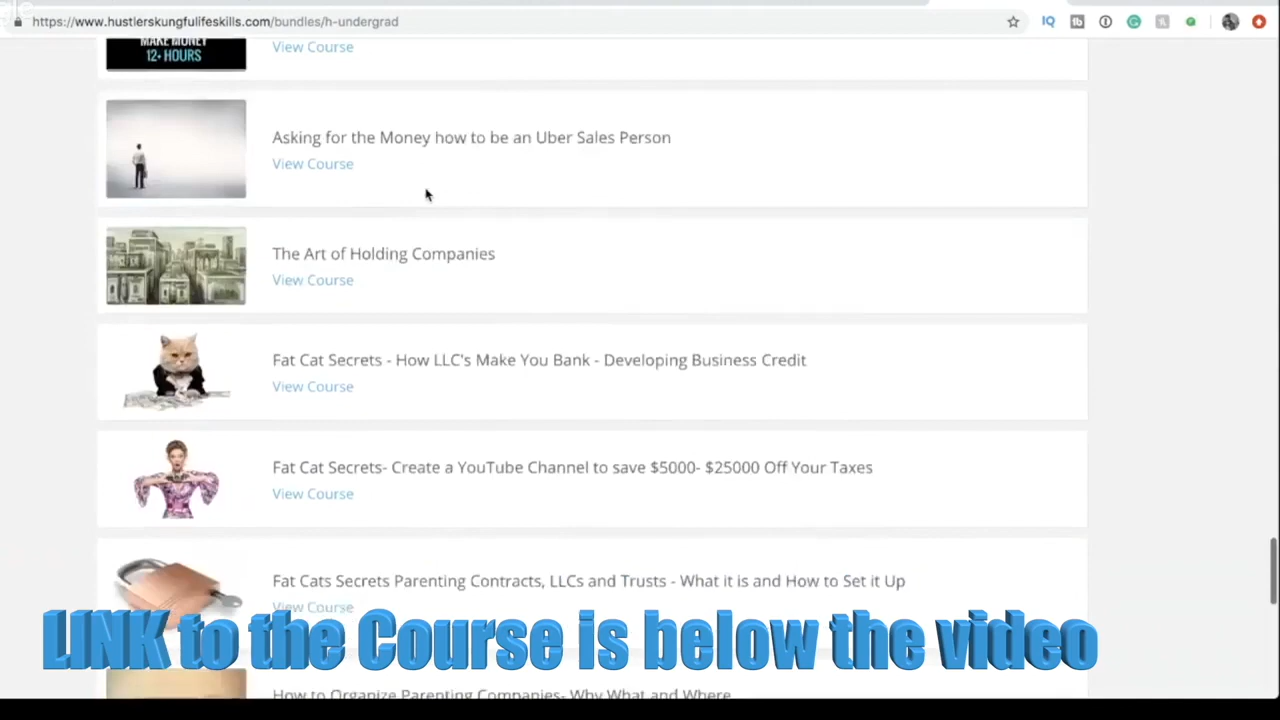 https://www.hustlerskungfulifeskills.com/bundles/h-undergrad
MAKE MONEY
12+ HOURS
View Course
Asking for the Money how to be an Uber Sales Person
View Course
The Art of Holding Companies
View Course
Fat Cat Secrets - How LLC's Make You Bank - Developing Business Credit
View Course
Fat Cat Secrets- Create a YouTube Channel to save $5000- $25000 Off Your Taxes
View Course
Fat Cats Secrets Parenting Contracts, LLCs and Trusts - What it is and How to Set it Up
View Course
LINK to the Course is below the video
How to Organize Parenting Companies- Why What and Where